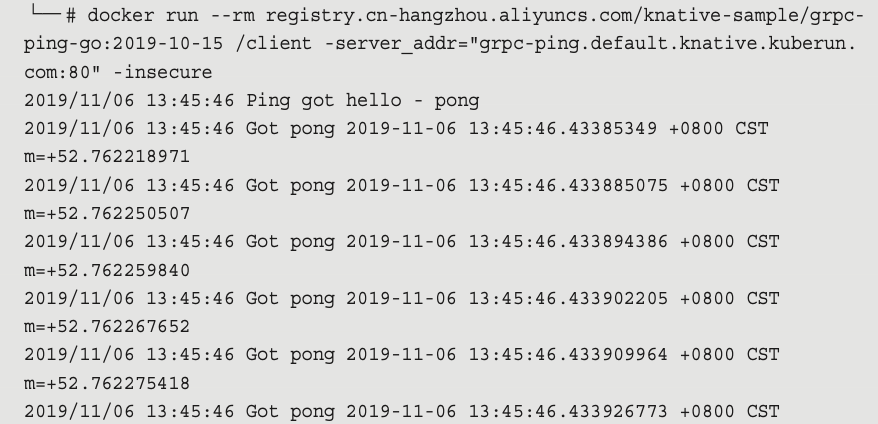 └─# docker run --rm registry.cn-hangzhou.aliyuncs.com/knative-sample/grpc-
ping-go:2019-10-15 /client -server_addr="grpc-ping.default.knative.kuberun.
com:80" -insecure
2019/11/06 13:45:46 Ping got hello - pong
2019/11/06 13:45:46 Got pong 2019-11-06 13:45:46.43385349 +0800 CST
m=+52.762218971
2019/11/06 13:45:46 Got pong 2019-11-06 13:45:46.433885075 +0800 CST
m=+52.762250507
2019/11/06 13:45:46 Got pong 2019-11-06 13:45:46.433894386 +0800 CST
m=+52.762259840
2019/11/06 13:45:46 Got pong 2019-11-06 13:45:46.433902205 +0800 CST
m=+52.762267652
2019/11/06 13:45:46 Got pong 2019-11-06 13:45:46.433909964 +0800 CST
m=+52.762275418
2019/11/06 13:45:46 Got pong 2019-11-06 13:45:46.433926773 +0800 CST